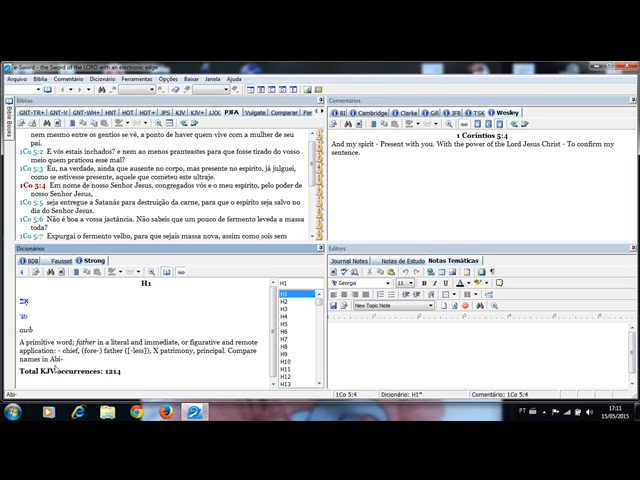 e-Sword - the Sword of the LORD with an electronic edge
Arquivo Bíblia Comentário Dicionário Ferramentas Opções Baixar Janela Ajuda
Bíblias
GNT-TR+ GNT-V GNT-WH+ HNT HOT HOT+ JPS KJV KJV+ LXX PJFA Vulgate Comparar Par
nem mesmo entre os gentios se vê, a ponto de haver quem vive com a mulher de seu
pai.
1Co 5:2 E vós estais inchados? e nem ao menos pranteastes para que fosse tirado do vosso
meio quem praticou esse mal?
1Co 5:3 Eu, na verdade, ainda que ausente no corpo, mas presente no espírito, já julguei,
como se estivesse presente, aquele que cometeu este ultraje.
1Co 5:4 Em nome de nosso Senhor Jesus, congregados vós e o meu espírito, pelo poder de
nosso Senhor Jesus,
1Co 5:5 seja entregue a Satanás para destruição da carne, para que o espírito seja salvo no
dia do Senhor Jesus.
1Co 5:6 Não é boa a vossa jactância. Não sabeis que um pouco de fermento leveda a massa
toda?
1Co 5:7 Expurgai o fermento velho, para que sejais massa nova, assim como sois sem
Bible Books
Comentários
BI Cambridge Clarke Gill JFB TSK Wesley
1 Coríntios 5:4
And my spirit - Present with you. With the power of the Lord Jesus Christ - To confirm my
sentence.
Dicionários
BDB Fausset Strong
H1
אָב
'âb
awb
A primitive word; father in a literal and immediate, or figurative and remote
application: - chief, (fore-) father ([-less]), X patrimony, principal. Compare
names in Abi-
Total KJV occurrences: 1214
H1
H1
H2
H3
H4
H5
H6
H7
H8
H9
H10
H11
H12
H13
Editors
Journal Notes Notas de Estudo Notas Temáticas
Georgia 11 B I U A
New Topic Note
Abi- 1Co 5:4 Dicionário: H1* Comentário: 1Co 5:4
PT 17:11
15/05/2015